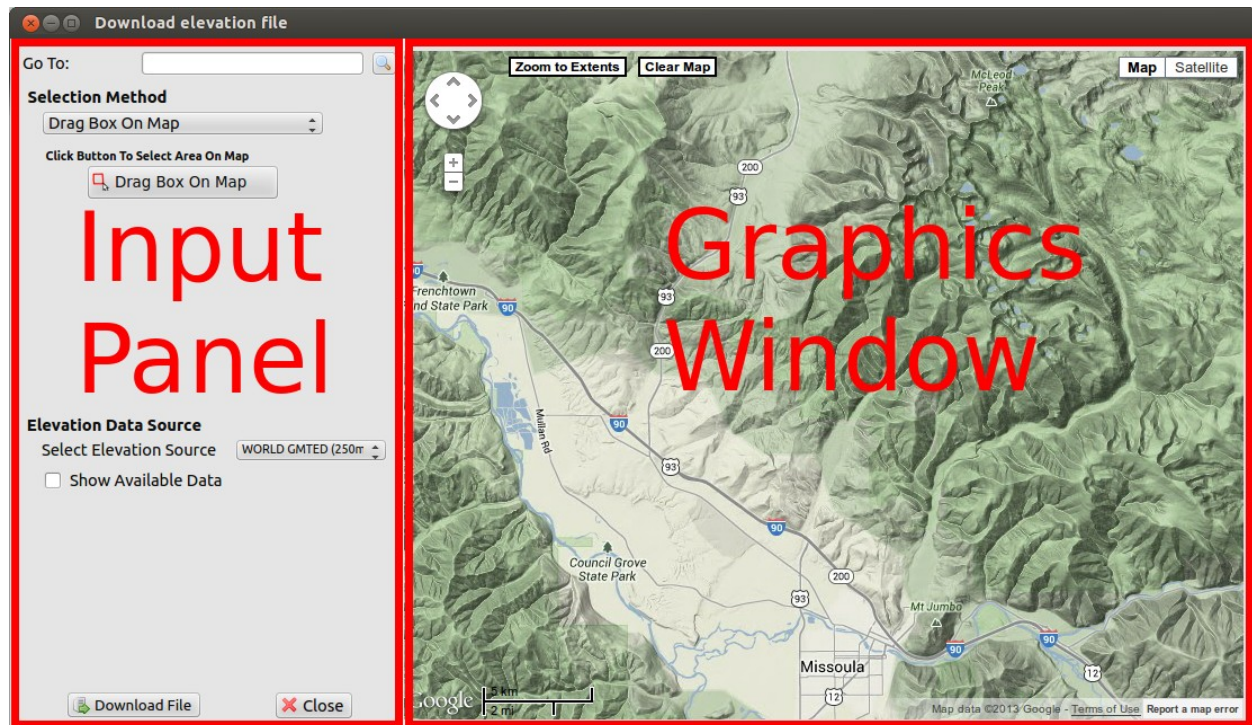 Download elevation file
Go To:
Selection Method
Drag Box On Map
Click Button To Select Area On Map
Drag Box On Map
Input
Panel
Elevation Data Source
Select Elevation Source
WORLD GMTED (250m
Show Available Data
Download File
Close
Zoom to Extents
Clear Map
Map
Satellite
McLeod
Peak
200
93
Graphics
Window
90
Frenchtown
nd State Park
90
93
200
Mullan Rd
90
93
90
Council Grove
State Park
200
93
Mt Jumbo
90
90
Missoula
12
12
Google
5 km
2 mi
Map data ©2013 Google - Terms of Use
Report a map error